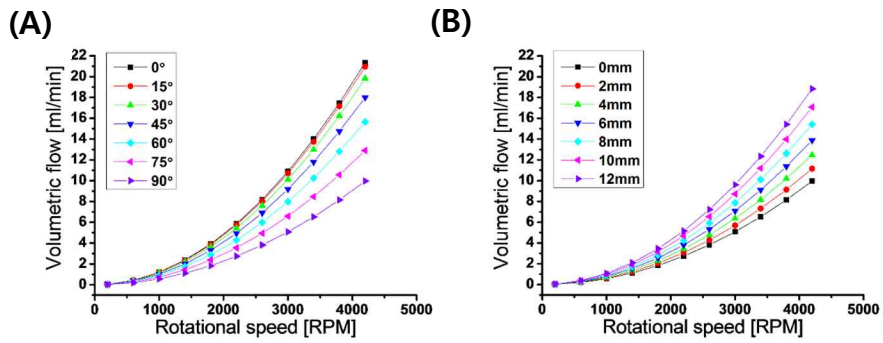 (A)
(B)
Volumetric flow [ml/min]
22
20
18
16
14
12
10
8
6
4
2
0
0°
15°
30°
45°
60°
75°
90°
0 1000 2000 3000 4000 5000
Rotational speed [RPM]
Volumetric flow [ml/min]
22
20
18
16
14
12
10
8
6
4
2
0
0mm
2mm
4mm
6mm
8mm
10mm
12mm
0 1000 2000 3000 4000 5000
Rotational speed [RPM]